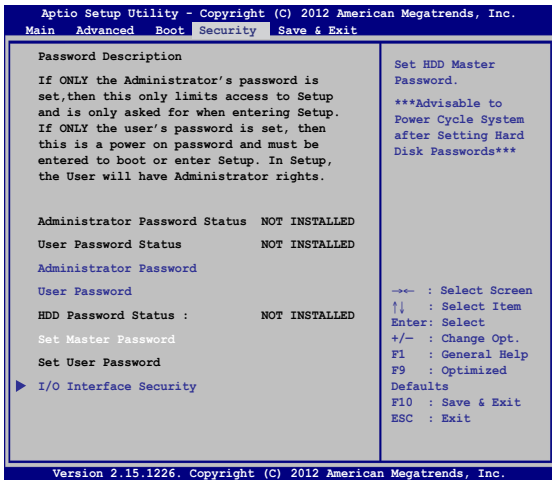 Aptio Setup Utility - Copyright (C) 2012 American Megatrends, Inc.
Main Advanced Boot Security Save & Exit
Password Description
If ONLY the Administrator's password is
set,then this only limits access to Setup
and is only asked for when entering Setup.
If ONLY the user's password is set, then
this is a power on password and must be
entered to boot or enter Setup. In Setup,
the User will have Administrator rights.
Administrator Password Status NOT INSTALLED
User Password Status NOT INSTALLED
Administrator Password
User Password
HDD Password Status : NOT INSTALLED
Set Master Password
Set User Password
I/O Interface Security
Set HDD Master
Password.
***Advisable to
Power Cycle System
after Setting Hard
Disk Passwords***
→← : Select Screen
↑↓ : Select Item
Enter: Select
+/— : Change Opt.
F1 : General Help
F9 : Optimized
Defaults
F10 : Save & Exit
ESC : Exit
Version 2.15.1226. Copyright (C) 2012 American Megatrends, Inc.